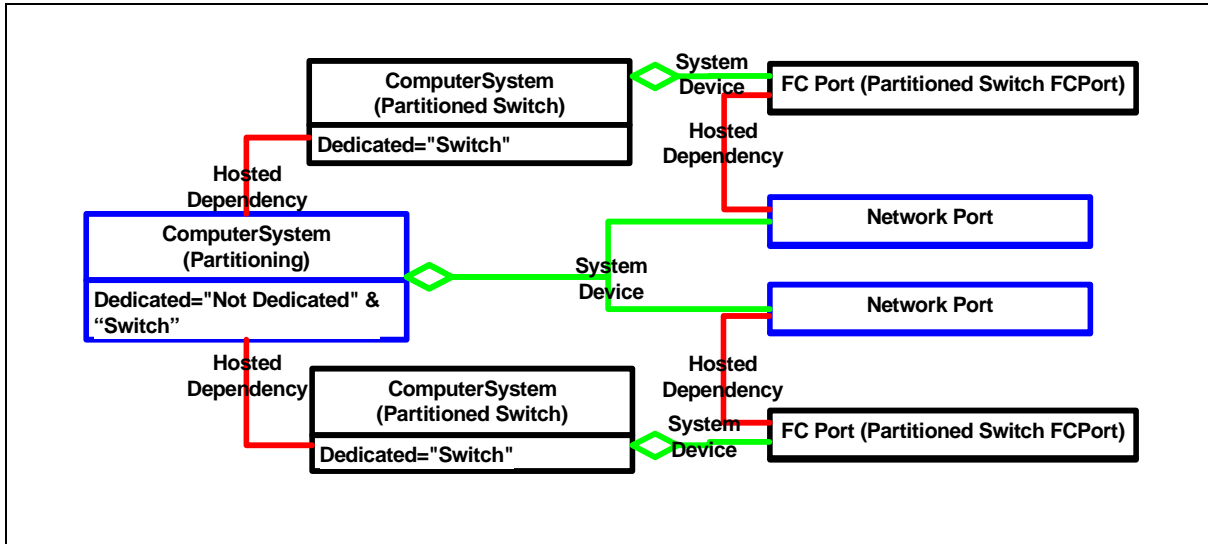 ComputerSystem
(Partitioned Switch)
Dedicated="Switch"
System
Device
FC Port (Partitioned Switch FCPort)
Hosted
Dependency
Hosted
Dependency
Network Port
ComputerSystem
(Partitioning)
Dedicated="Not Dedicated" &
“Switch”
System
Device
Network Port
Hosted
Dependency
Hosted
Dependency
ComputerSystem
(Partitioned Switch)
Dedicated="Switch"
System
Device
FC Port (Partitioned Switch FCPort)